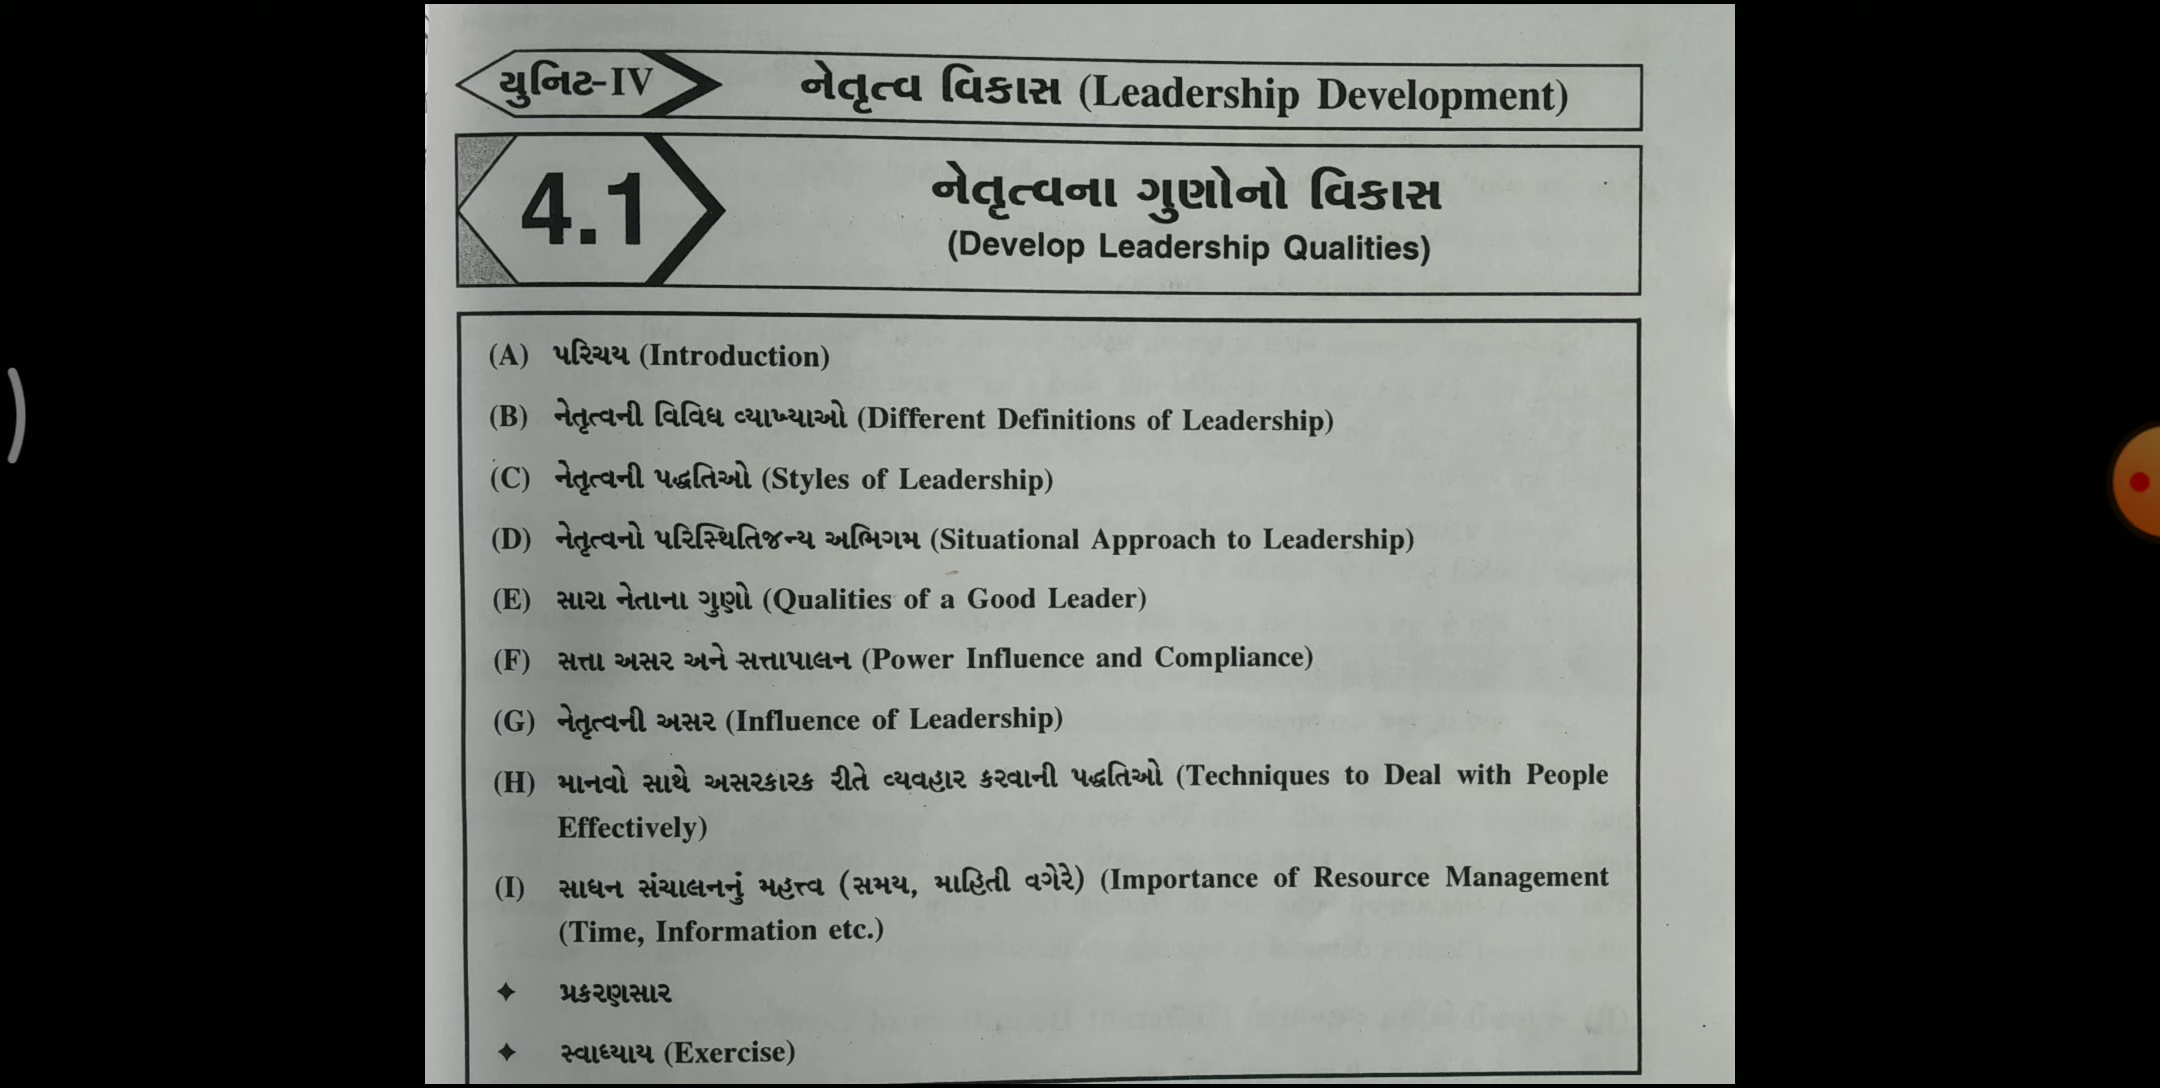 યુનિટ-IV
નેતૃત્વ વિકાસ (Leadership Development)
4.1
નેતૃત્વના ગુણોનો વિકાસ
(Develop Leadership Qualities)
(A) પરિચય (Introduction)
(B) નેતૃત્વની વિવિધ વ્યાખ્યાઓ (Different Definitions of Leadership)
(C) નેતૃત્વની પદ્ધતિઓ (Styles of Leadership)
(D) નેતૃત્વનો પરિસ્થિતિજન્ય અભિગમ (Situational Approach to Leadership)
(E) સારા નેતાના ગુણો (Qualities of a Good Leader)
(F) સત્તા અસર અને સત્તાપાલન (Power Influence and Compliance)
(G) નેતૃત્વની અસર (Influence of Leadership)
(H) માનવો સાથે અસરકારક રીતે વ્યવહાર કરવાની પદ્ધતિઓ (Techniques to Deal with People
Effectively)
(I) સાધન સંચાલનનું મહત્ત્વ (સમય, માહિતી વગેરે) (Importance of Resource Management
(Time, Information etc.)
✦ પ્રકરણસાર
✦ સ્વાધ્યાય (Exercise)